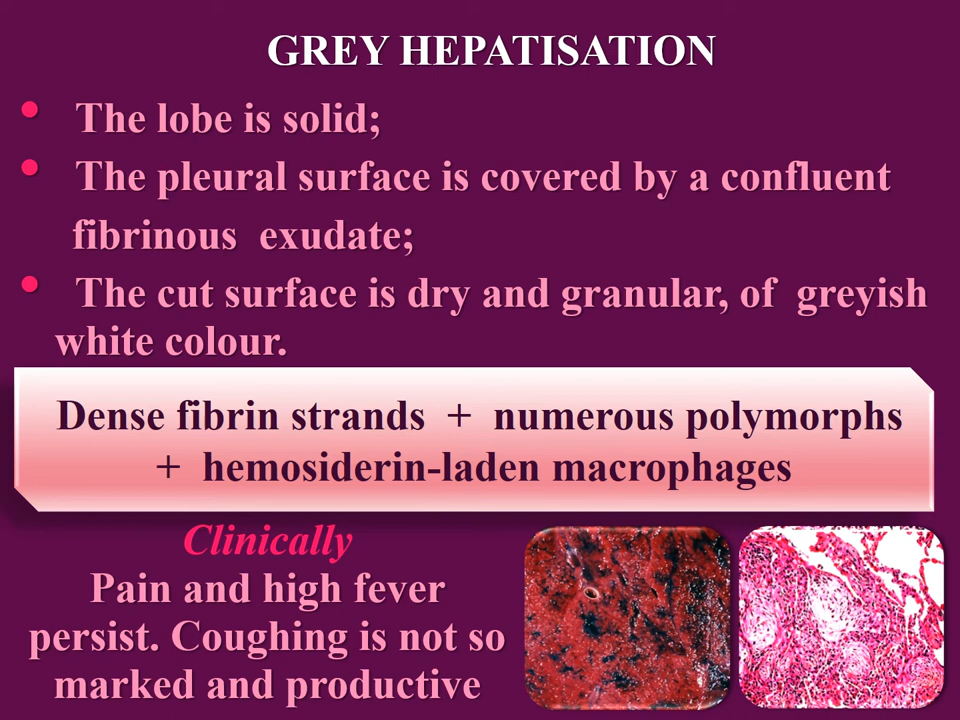 GREY HEPATISATION
• The lobe is solid;
• The pleural surface is covered by a confluent
fibrinous exudate;
• The cut surface is dry and granular, of greyish
white colour.
Dense fibrin strands + numerous polymorphs
+ hemosiderin-laden macrophages
Clinically
Pain and high fever
persist. Coughing is not so
marked and productive